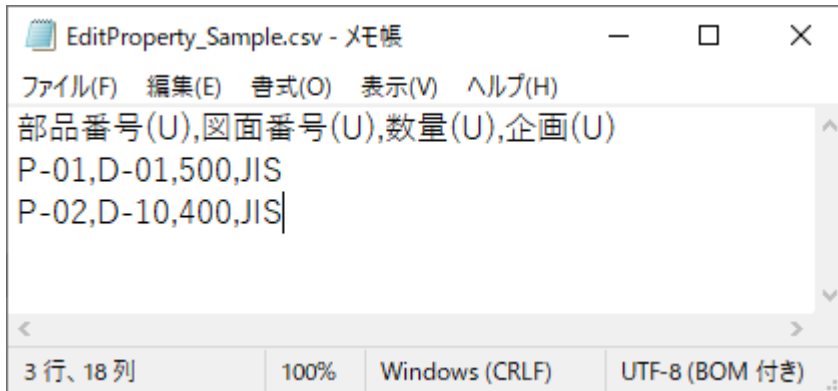 EditProperty_Sample.csv - メモ帳
ファイル(F) 編集(E) 書式(O) 表示(V) ヘルプ(H)
部品番号(U),図面番号(U),数量(U),企画(U)
P-01,D-01,500,JIS
P-02,D-10,400,JIS
3 行、18 列 100% Windows (CRLF) UTF-8 (BOM 付き)